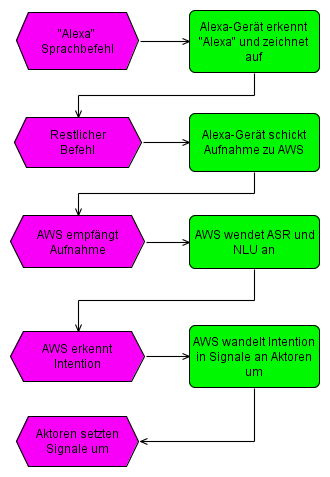 "Alexa"
Sprachbefehl
Alexa-Gerät erkennt
"Alexa" und zeichnet
auf
Restlicher
Befehl
Alexa-Gerät schickt
Aufnahme zu AWS
AWS empfängt
Aufnahme
AWS wendet ASR und
NLU an
AWS erkennt
Intention
AWS wandelt Intention
in Signale an Aktoren
um
Aktoren setzten
Signale um